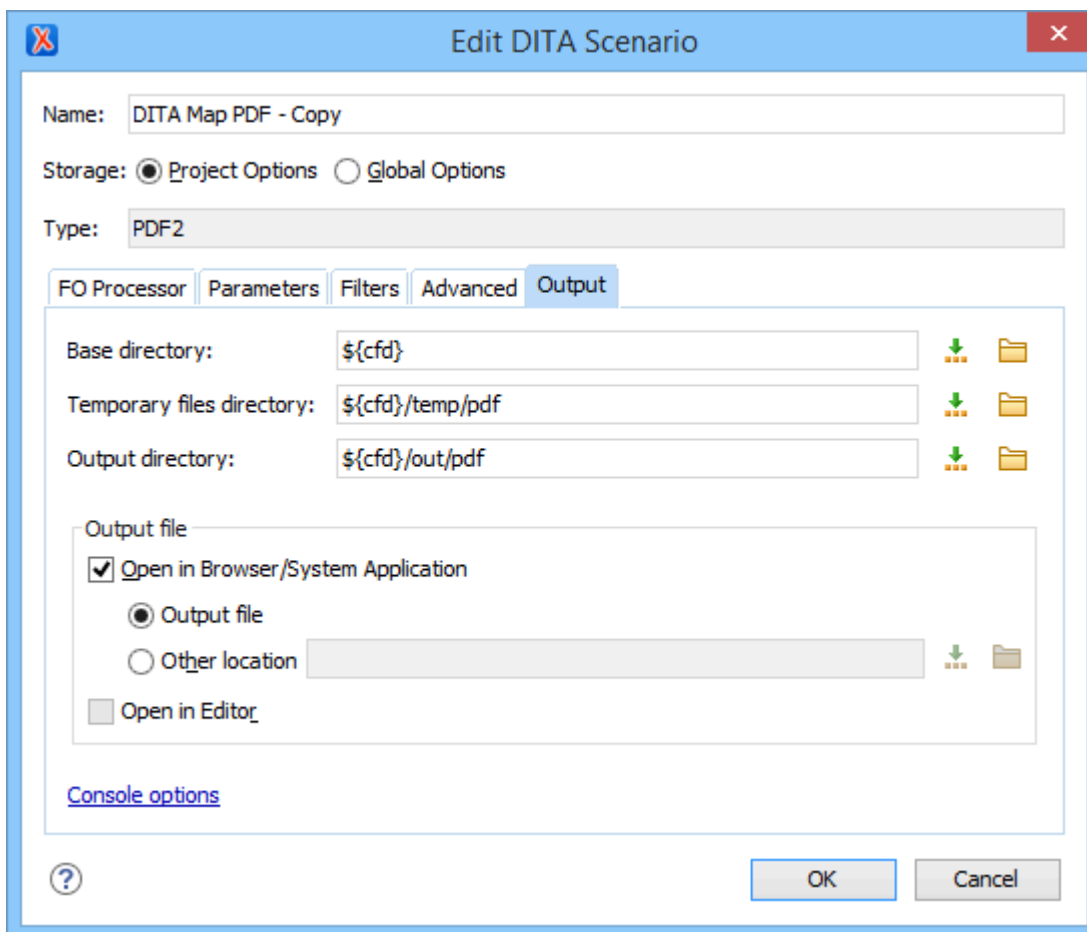 Edit DITA Scenario
Name: DITA Map PDF - Copy
Storage: Project Options Global Options
Type: PDF2
FO Processor Parameters Filters Advanced Output
Base directory: ${cfd}
Temporary files directory: ${cfd}/temp/pdf
Output directory: ${cfd}/out/pdf
Output file
Open in Browser/System Application
Output file
Other location
Open in Editor
Console options
? OK Cancel